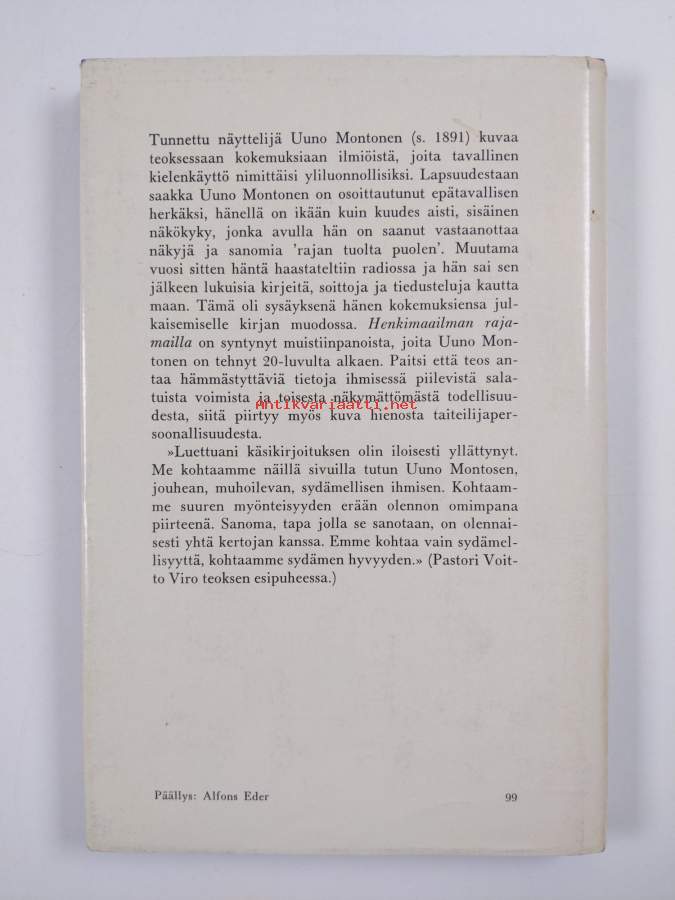 Tunnettu näyttelijä Uuno Montonen (s. 1891) kuvaa
teoksessaan kokemuksiaan ilmiöistä, joita tavallinen
kielenkäyttö nimittäisi yliluonnollisiksi. Lapsuudestaan
saakka Uuno Montonen on osoittautunut epätavallisen
herkäksi, hänellä on ikään kuin kuudes aisti, sisäinen
näkökyky, jonka avulla hän on saanut vastaanottaa
näkyjä ja sanomia 'rajan tuolta puolen'. Muutama
vuosi sitten häntä haastateltiin radiossa ja hän sai sen
jälkeen lukuisia kirjeitä, soittoja ja tiedusteluja kautta
maan. Tämä oli sysäyksenä hänen kokemuksiensa jul-
kaisemiselle kirjan muodossa. Henkimaailman raja-
mailla on syntynyt muistiinpanoista, joita Uuno Mon-
tonen on tehnyt 20-luvulta alkaen. Paitsi että teos an-
taa hämmästyttäviä tietoja ihmisessä piilevistä sala-
tuista voimista ja toisesta näkymättömästä todellisuu-
Antikvariaatti.net
desta, siitä piirtyy myös kuva hienosta taiteilijaper-
soonallisuudesta.
»Luettuani käsikirjoituksen olin iloisesti yllättynyt.
Me kohtaamme näillä sivuilla tutun Uuno Montosen,
jouhean, muhoilevan, sydämellisen ihmisen. Kohtaam-
me suuren myönteisyyden erään olennon omimpana
piirteenä. Sanoma, tapa jolla se sanotaan, on olennai-
sesti yhtä kertojan kanssa. Emme kohtaa vain sydämel-
lisyyttä, kohtaamme sydämen hyvyyden.» (Pastori Voit-
to Viro teoksen esipuheessa.)
Päällys: Alfons Eder
99